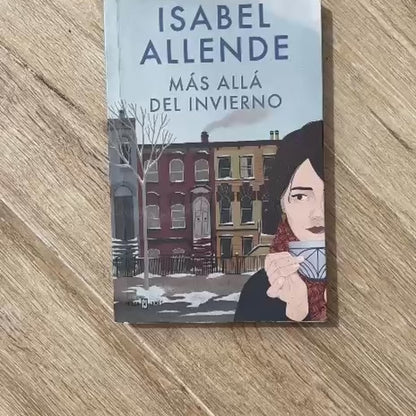 ISABEL
ALLENDE
MÁS ALLÁ
DEL INVIERNO